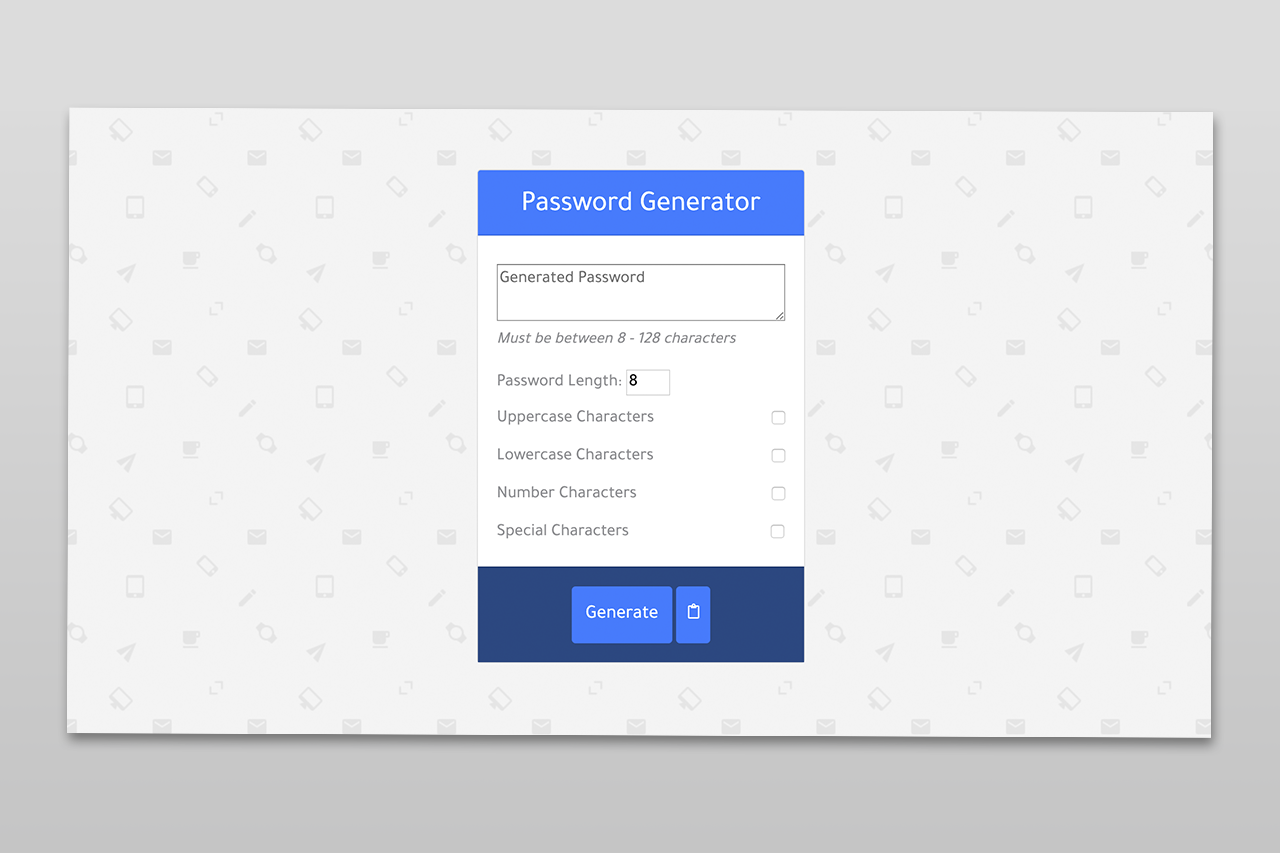 Password Generator
Generated Password
Must be between 8 - 128 characters
Password Length: 8
Uppercase Characters
Lowercase Characters
Number Characters
Special Characters
Generate